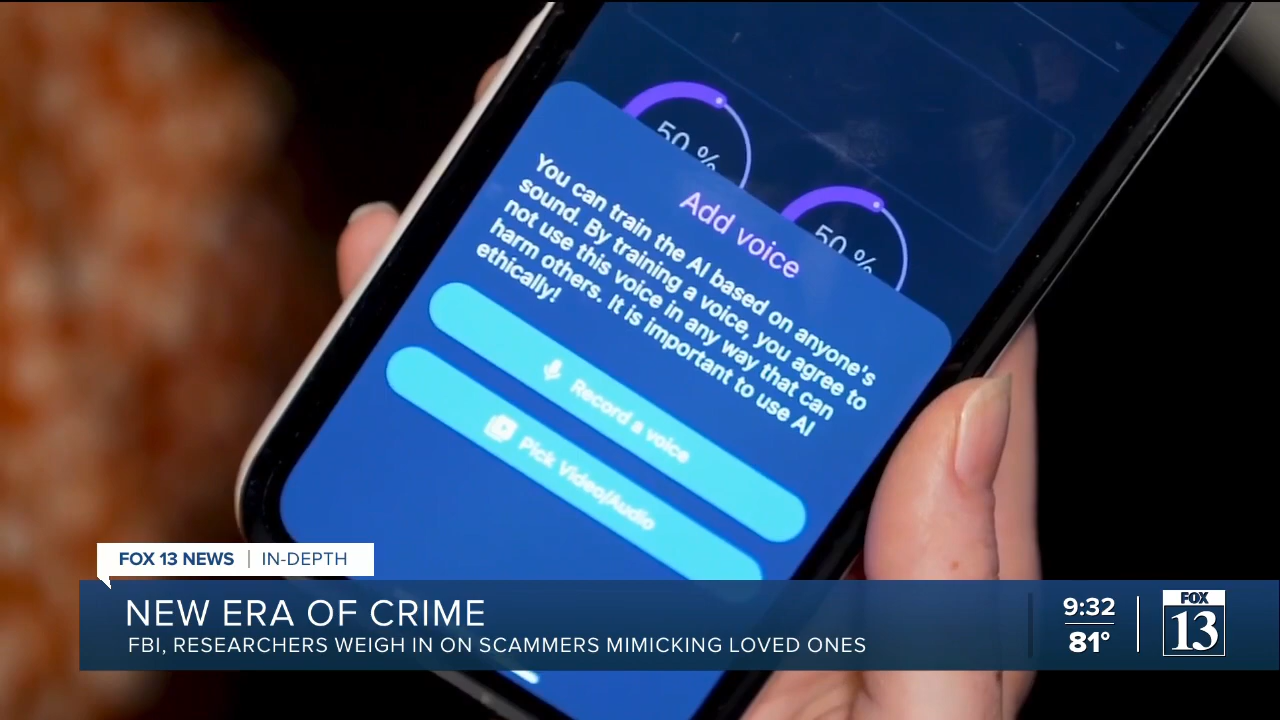 50 %
50 %
Add voice
You can train the AI based on anyone's
sound. By training a voice, you agree to
not use this voice in any way that can
harm others. It is important to use AI
ethically!
Record a voice
Pick Video/Audio
FOX 13 NEWS | IN-DEPTH
NEW ERA OF CRIME
FBI, RESEARCHERS WEIGH IN ON SCAMMERS MIMICKING LOVED ONES
9:32
81°
FOX
13